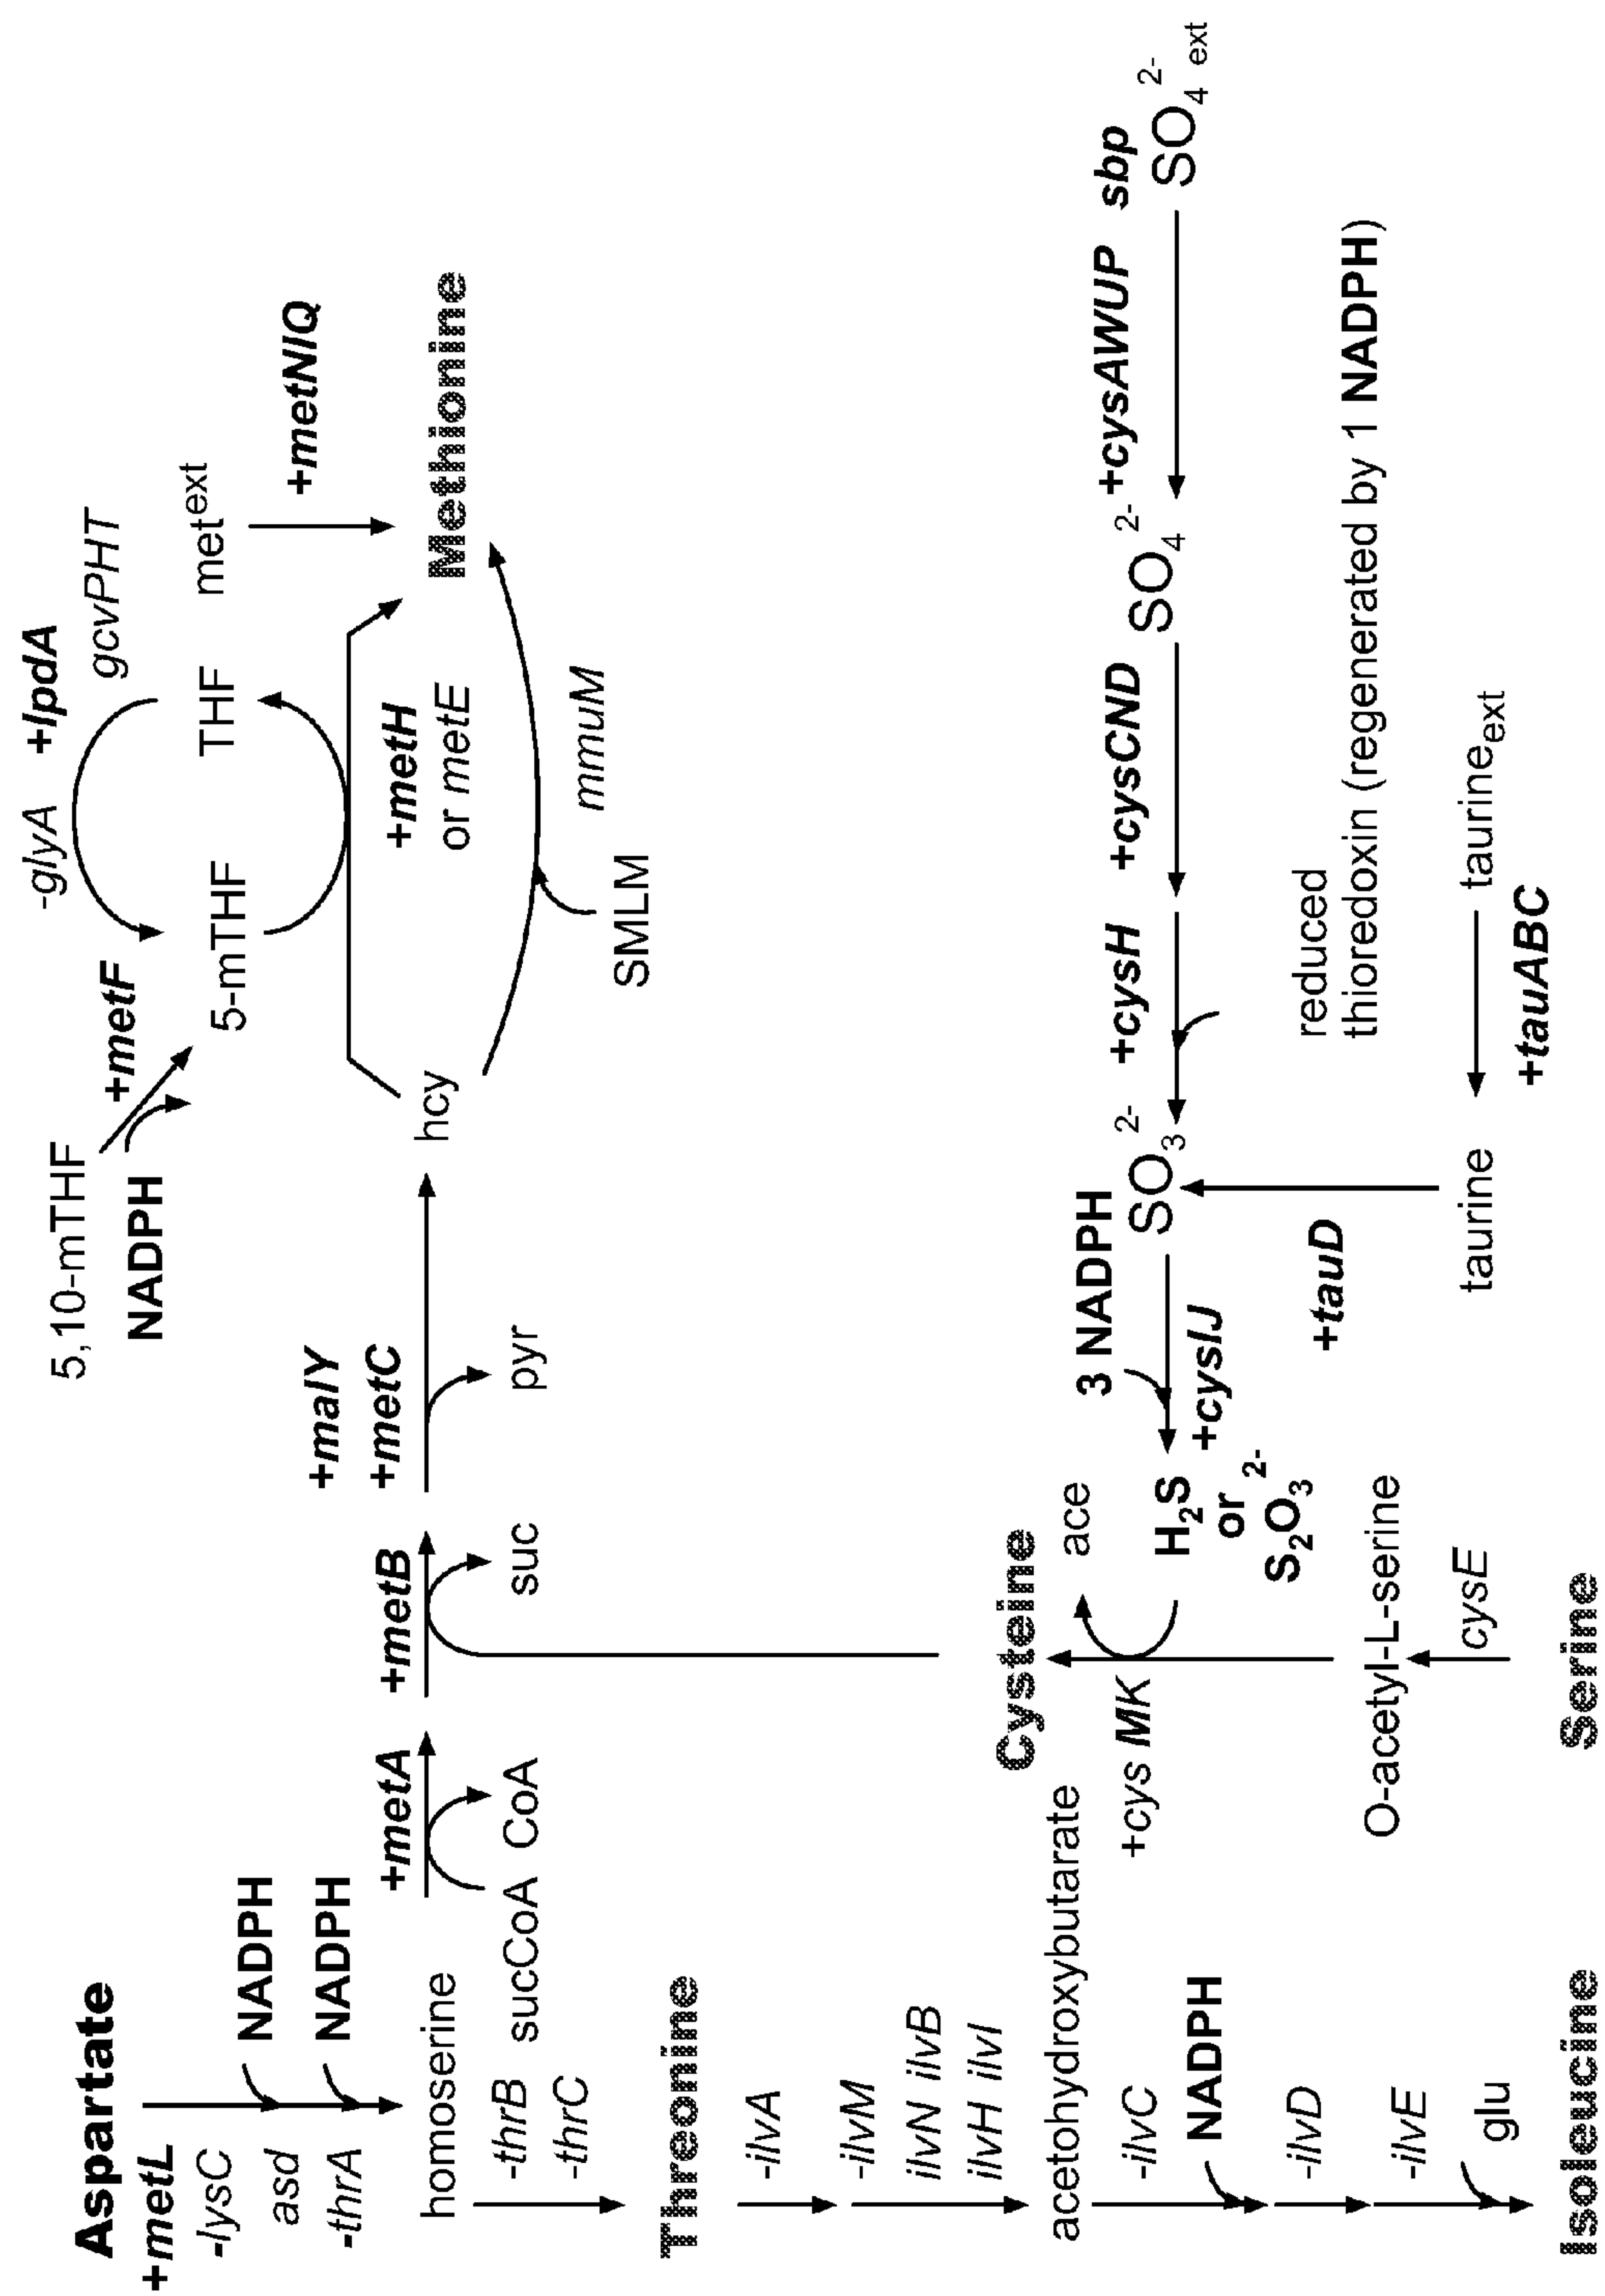 Aspartate
+metL
-lysC
asd
-thrA
NADPH
NADPH
homoserine
-thrB
-thrC
Threonine
-ilvA
-ilvM
ilvN ilvB
ilvH ilvI
acetohydroxybutarate
-ilvC
NADPH
-ilvD
-ilvE
glu
Isoleucine
+metA
sucCoA CoA
+metB
suc
+malY
+metC
pyr
hcy
5,10-mTHF
NADPH
+metF
5-mTHF
-glyA +lpdA
gcvPHT
THF
+metH
or metE
met ext
+metNIQ
Methionine
mmuM
SMLM
Cysteine
ace
+cys MK
H2S
or
S2O3 2-
O-acetyl-L-serine
cysE
Serine
3 NADPH
+cysIJ
SO3 2-
+cysH
+cysCND
SO4 2-
+cysAWUP sbp
SO4 2- ext
reduced
thioredoxin (regenerated by 1 NADPH)
+tauD
taurine
taurine ext
+tauABC